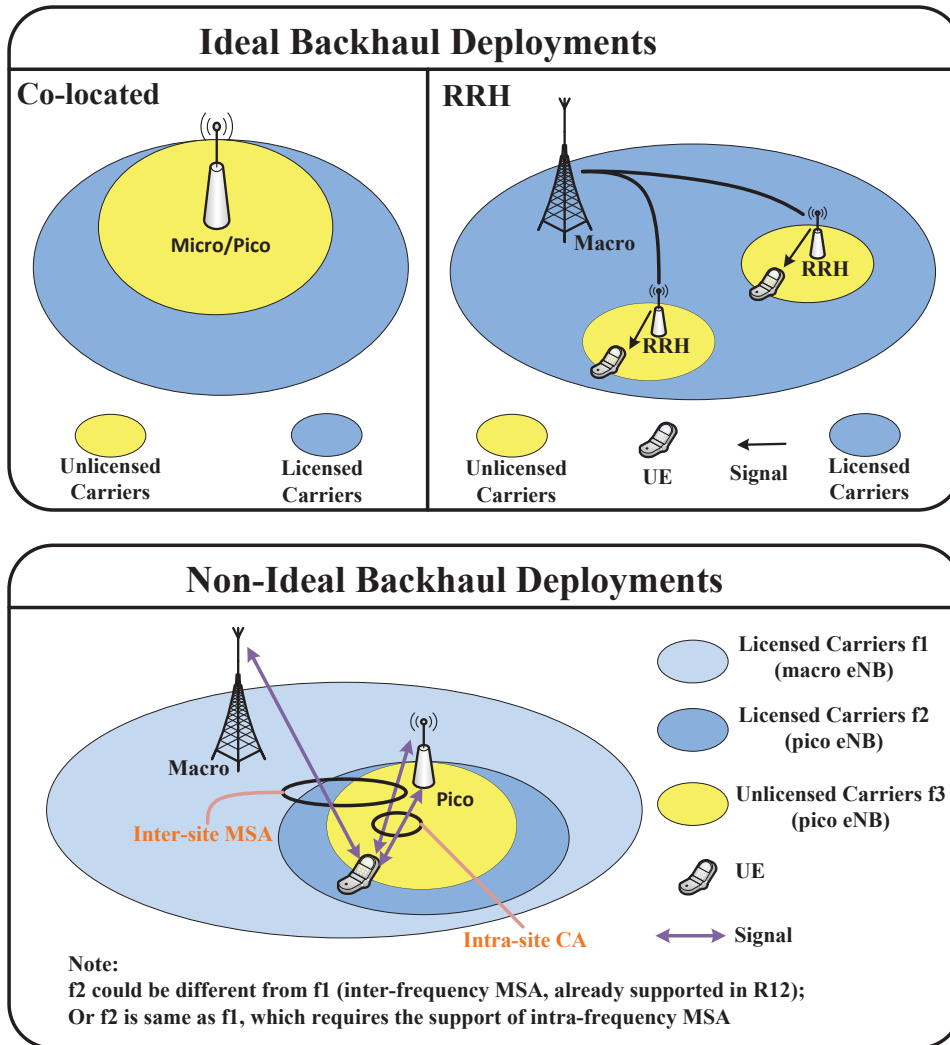 Ideal Backhaul Deployments
Co-located
Micro/Pico
Unlicensed
Carriers
Licensed
Carriers
RRH
Macro
RRH
RRH
Unlicensed
Carriers
UE
Signal
Licensed
Carriers
Non-Ideal Backhaul Deployments
Macro
Pico
Inter-site MSA
Intra-site CA
Licensed Carriers f1
(macro eNB)
Licensed Carriers f2
(pico eNB)
Unlicensed Carriers f3
(pico eNB)
UE
Signal
Note:
f2 could be different from f1 (inter-frequency MSA, already supported in R12);
Or f2 is same as f1, which requires the support of intra-frequency MSA